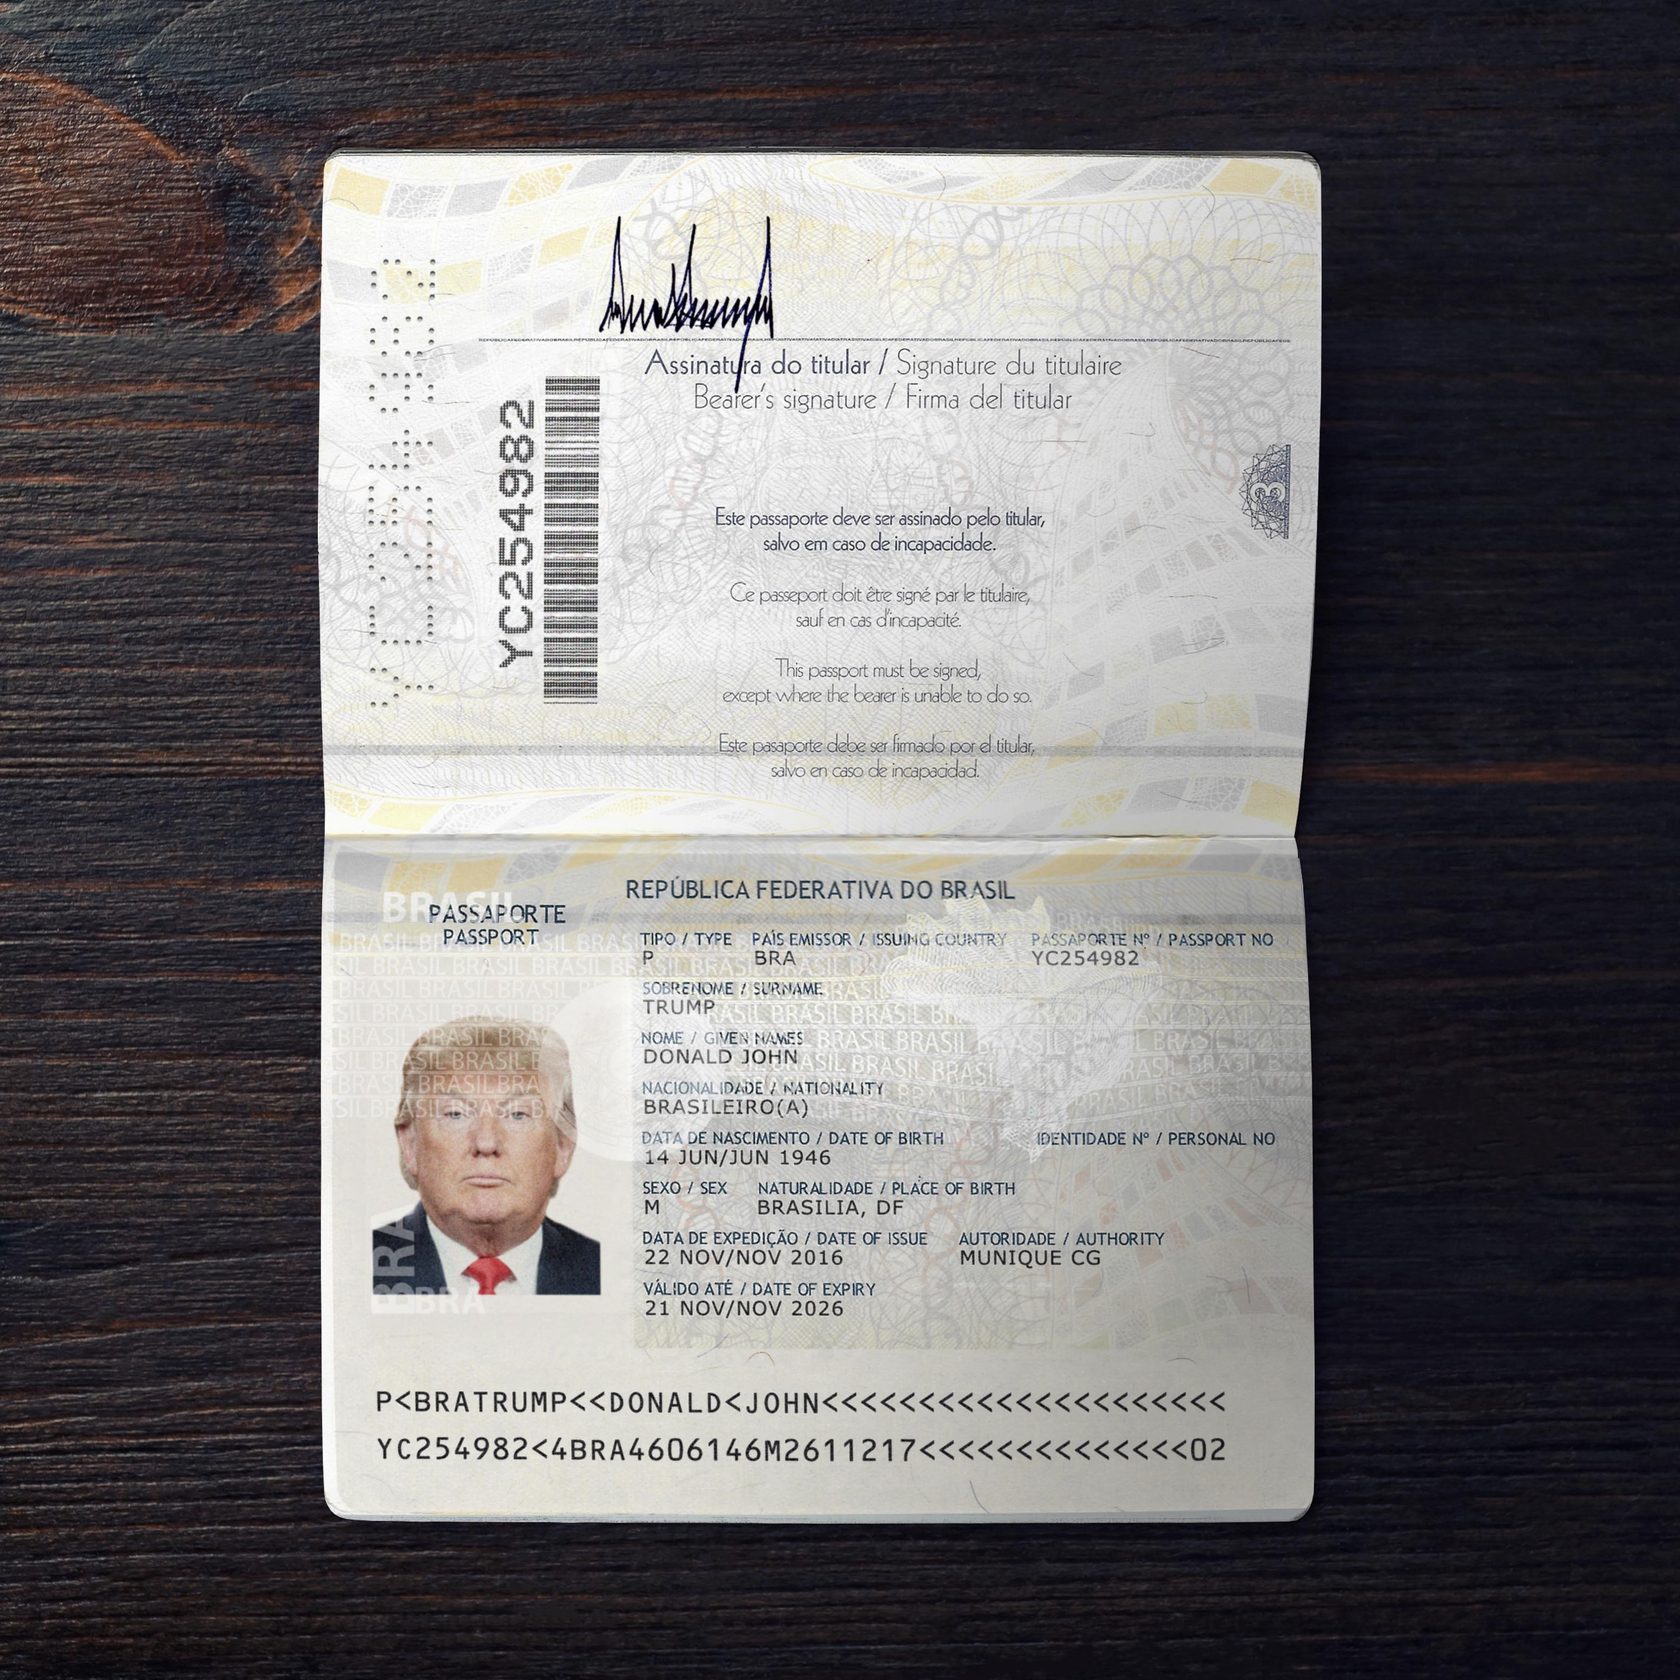 YC254982
Assinatura do titular / Signature du titulaire
Bearer's signature / Firma del titular
YC254982
3
Este passaporte deve ser assinado pelo titular,
salvo em caso de incapacidade.
Ce passeport doit être signé par le titulaire,
sauf en cas d'incapacité.
This passport must be signed,
except where the bearer is unable to do so.
Este pasaporte debe ser firmado por el titular,
salvo en caso de incapacidad.
BRASIL
REPÚBLICA FEDERATIVA DO BRASIL
PASSAPORTE
PASSPORT
TIPO / TYPE PAÍS EMISSOR / ISSUING COUNTRY PASSAPORTE Nº / PASSPORT NO
P BRA YC254982
SOBRENOME / SURNAME
TRUMP
NOME / GIVEN NAMES
DONALD JOHN
NACIONALIDADE / NATIONALITY
BRASILEIRO(A)
DATA DE NASCIMENTO / DATE OF BIRTH IDENTIDADE Nº / PERSONAL NO
14 JUN/JUN 1946
SEXO / SEX NATURALIDADE / PLACE OF BIRTH
M BRASILIA, DF
DATA DE EXPEDIÇÃO / DATE OF ISSUE AUTORIDADE / AUTHORITY
22 NOV/NOV 2016 MUNIQUE CG
VÁLIDO ATÉ / DATE OF EXPIRY
21 NOV/NOV 2026
BRA
BRA
P<BRATRUMP<<DONALD<JOHN<<<<<<<<<<<<<<<<<<<<<
YC254982<4BRA4606146M2611217<<<<<<<<<<<<<<02